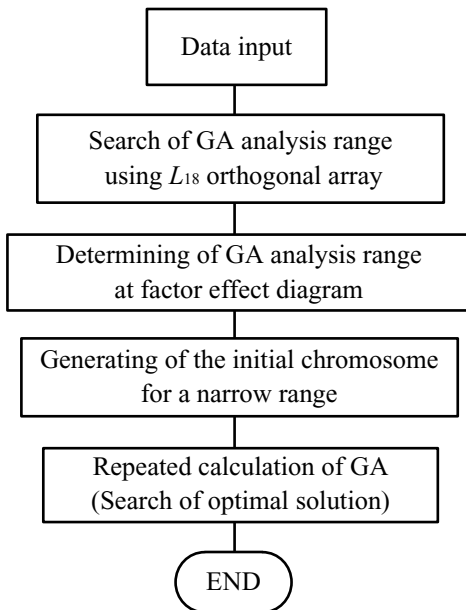 Data input
Search of GA analysis range
using L18 orthogonal array
Determining of GA analysis range
at factor effect diagram
Generating of the initial chromosome
for a narrow range
Repeated calculation of GA
(Search of optimal solution)
END